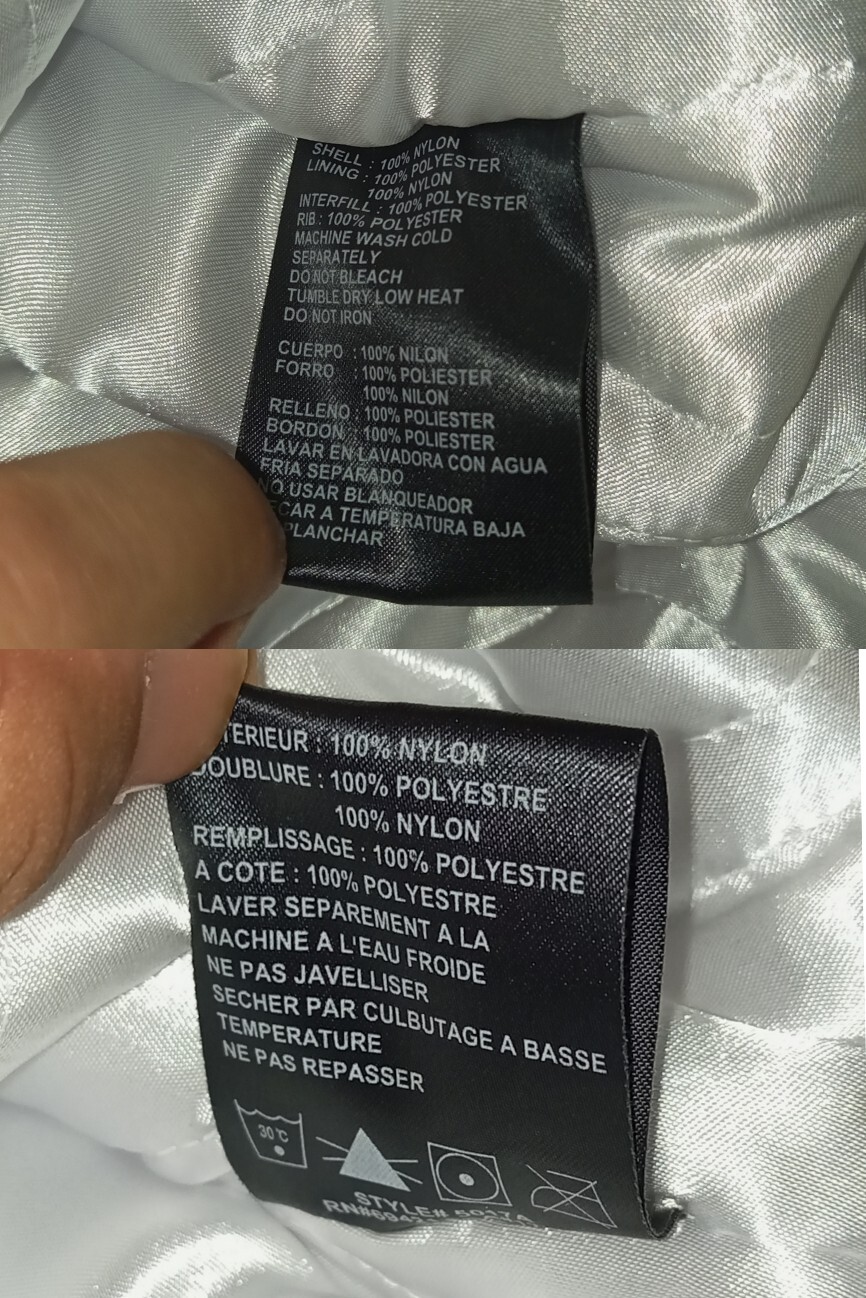 SHELL : 100% NYLON
LINING : 100% POLYESTER
100% NYLON
INTERFILL : 100% POLYESTER
RIB : 100% POLYESTER
MACHINE WASH COLD
SEPARATELY
DO NOT BLEACH
TUMBLE DRY LOW HEAT
DO NOT IRON
CUERPO : 100% NILON
FORRO : 100% POLIESTER
100% NILON
RELLENO : 100% POLIESTER
BORDON : 100% POLIESTER
LAVAR EN LAVADORA CON AGUA
FRIA SEPARADO
NO USAR BLANQUEADOR
CAR A TEMPERATURA BAJA
PLANCHAR
TERIEUR : 100% NYLON
DOUBLURE : 100% POLYESTRE
100% NYLON
REMPLISSAGE : 100% POLYESTRE
A COTE : 100% POLYESTRE
LAVER SEPAREMENT A LA
MACHINE A L'EAU FROIDE
NE PAS JAVELLISER
SECHER PAR CULBUTAGE A BASSE
TEMPERATURE
NE PAS REPASSER
30°C
STYLE#